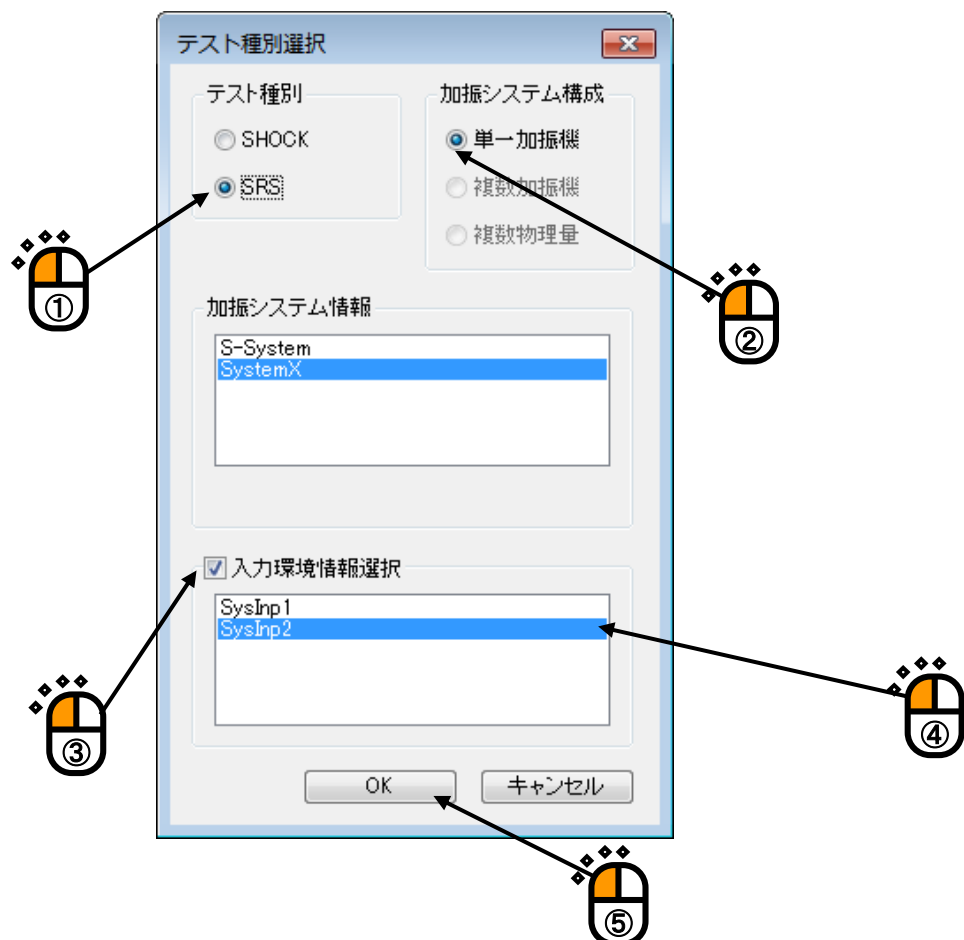 テスト種別選択
テスト種別
SHOCK
SRS
加振システム構成
単一加振機
複数加振機
複数物理量
①
②
加振システム情報
S-System
SystemX
入力環境情報選択
SysInp1
SysInp2
③
④
OK
キャンセル
⑤